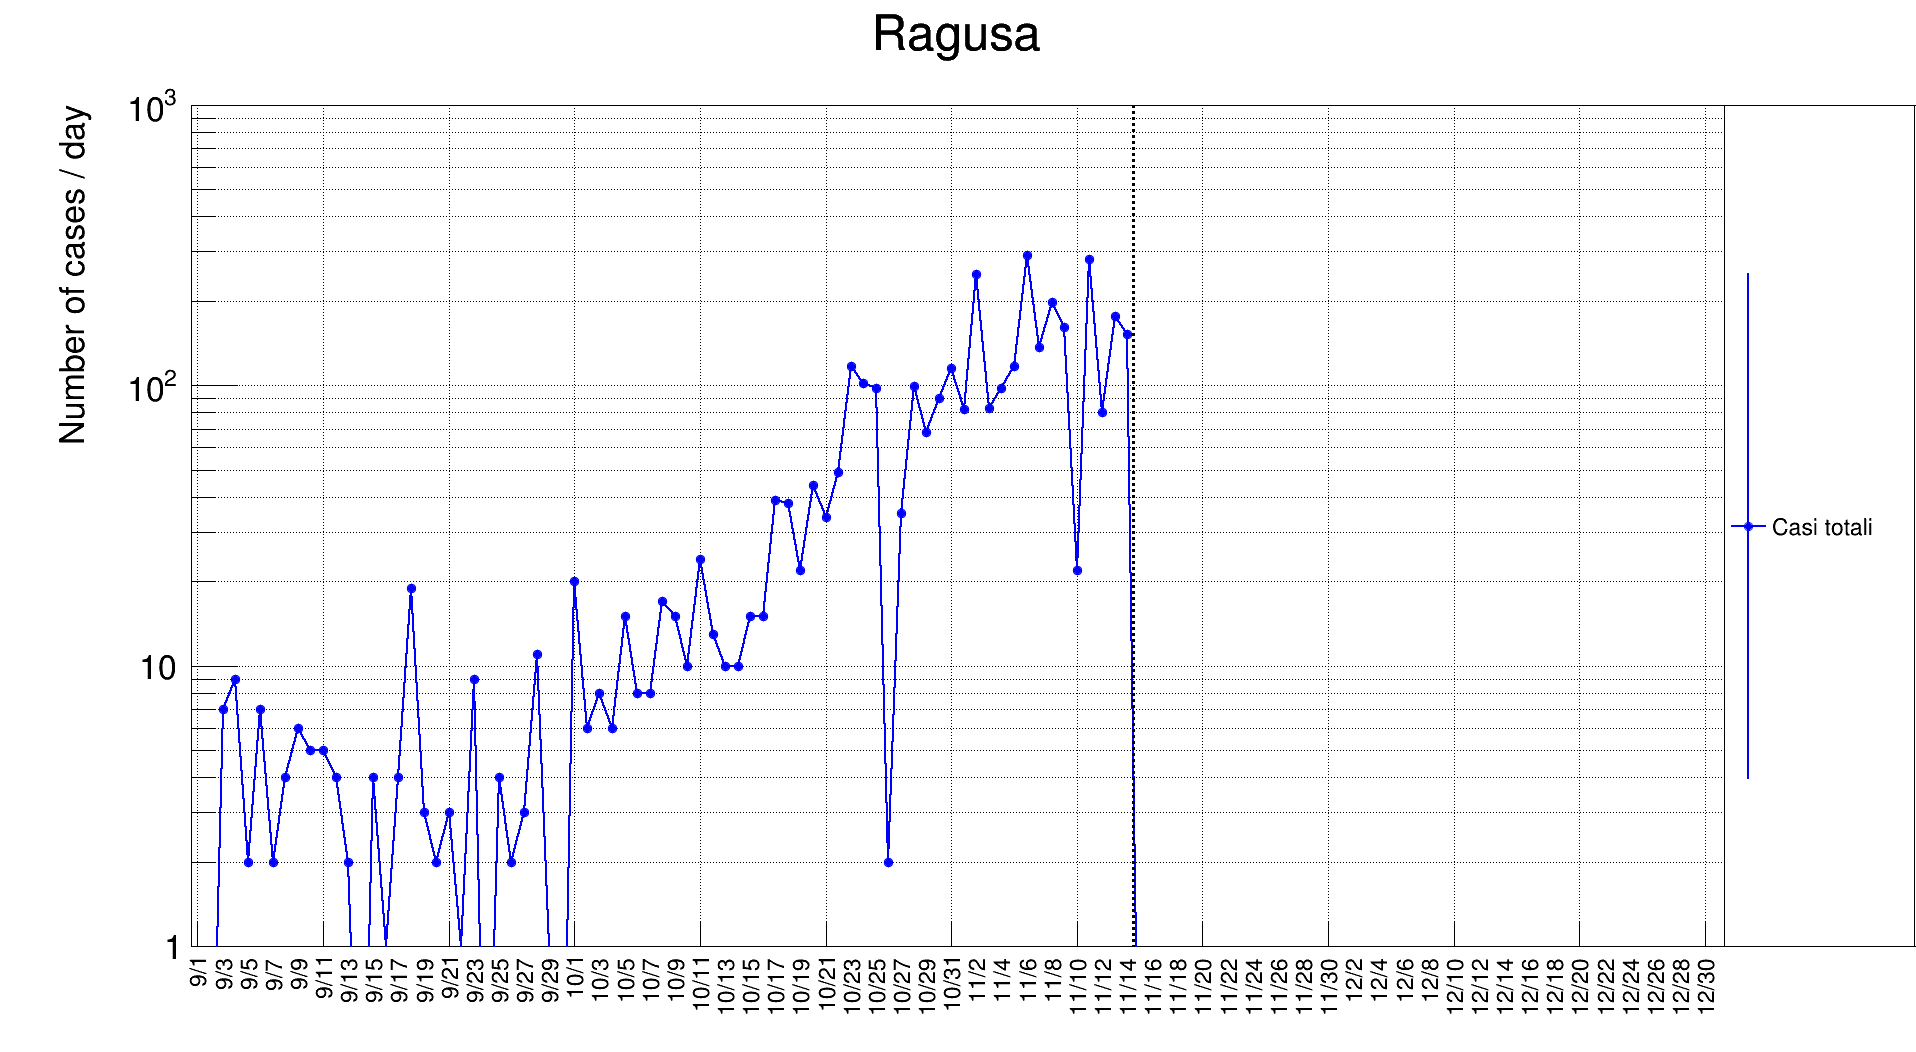 Ragusa
Number of cases / day
10³
10²
10
1
9/1 9/3 9/5 9/7 9/9 9/11 9/13 9/15 9/17 9/19 9/21 9/23 9/25 9/27 9/29 10/1 10/3 10/5 10/7 10/9 10/11 10/13 10/15 10/17 10/19 10/21 10/23 10/25 10/27 10/29 10/31 11/2 11/4 11/6 11/8 11/10 11/12 11/14 11/16 11/18 11/20 11/22 11/24 11/26 11/28 11/30 12/2 12/4 12/6 12/8 12/10 12/12 12/14 12/16 12/18 12/20 12/22 12/24 12/26 12/28 12/30
Casi totali